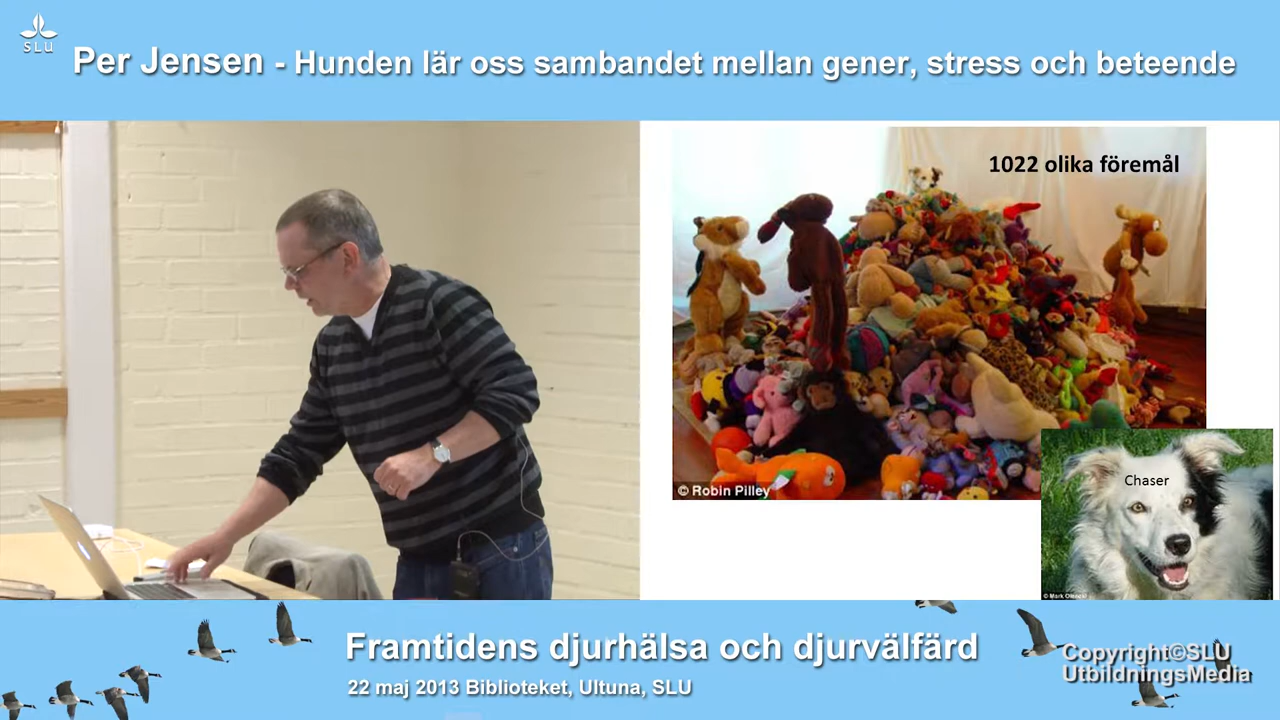 SLU
Per Jensen - Hunden lär oss sambandet mellan gener, stress och beteende
1022 olika föremål
© Robin Pilley
Chaser
Framtidens djurhälsa och djurvälfärd
22 maj 2013 Biblioteket, Ultuna, SLU
Copyright©SLU
UtbildningsMedia